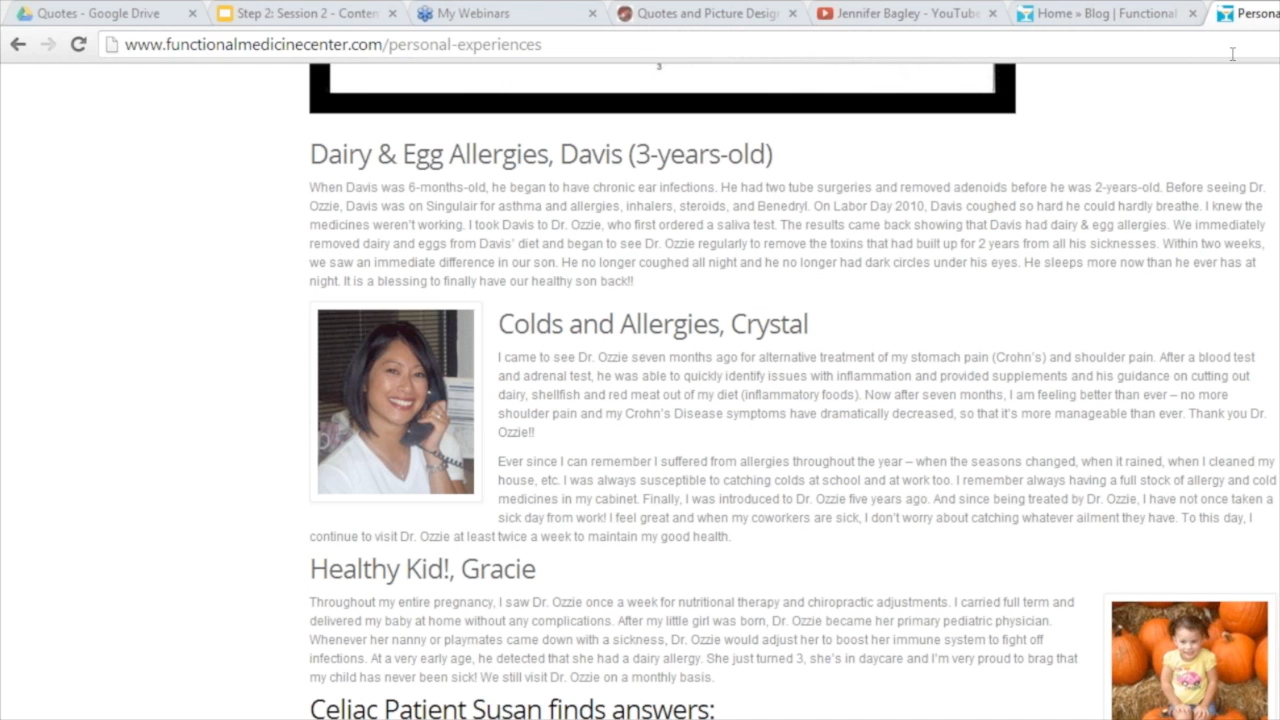 Quotes - Google Drive
Step 2: Session 2 - Conten
My Webinars
Quotes and Picture Design
Jennifer Bagley - YouTube
Home » Blog | Functional
Persona
www.functionalmedicinecenter.com/personal-experiences
3
Dairy & Egg Allergies, Davis (3-years-old)
When Davis was 6-months-old, he began to have chronic ear infections. He had two tube surgeries and removed adenoids before he was 2-years-old. Before seeing Dr.
Ozzie, Davis was on Singulair for asthma and allergies, inhalers, steroids, and Benedryl. On Labor Day 2010, Davis coughed so hard he could hardly breathe. I knew the
medicines weren't working. I took Davis to Dr. Ozzie, who first ordered a saliva test. The results came back showing that Davis had dairy & egg allergies. We immediately
removed dairy and eggs from Davis' diet and began to see Dr. Ozzie regularly to remove the toxins that had built up for 2 years from all his sicknesses. Within two weeks,
we saw an immediate difference in our son. He no longer coughed all night and he no longer had dark circles under his eyes. He sleeps more now than he ever has at
night. It is a blessing to finally have our healthy son back!!
Colds and Allergies, Crystal
I came to see Dr. Ozzie seven months ago for alternative treatment of my stomach pain (Crohn's) and shoulder pain. After a blood test
and adrenal test, he was able to quickly identify issues with inflammation and provided supplements and his guidance on cutting out
dairy, shellfish and red meat out of my diet (inflammatory foods). Now after seven months, I am feeling better than ever – no more
shoulder pain and my Crohn's Disease symptoms have dramatically decreased, so that it's more manageable than ever. Thank you Dr.
Ozzie!!
Ever since I can remember I suffered from allergies throughout the year – when the seasons changed, when it rained, when I cleaned my
house, etc. I was always susceptible to catching colds at school and at work too. I remember always having a full stock of allergy and cold
medicines in my cabinet. Finally, I was introduced to Dr. Ozzie five years ago. And since being treated by Dr. Ozzie, I have not once taken a
sick day from work! I feel great and when my coworkers are sick, I don't worry about catching whatever ailment they have. To this day, I
continue to visit Dr. Ozzie at least twice a week to maintain my good health.
Healthy Kid!, Gracie
Throughout my entire pregnancy, I saw Dr. Ozzie once a week for nutritional therapy and chiropractic adjustments. I carried full term and
delivered my baby at home without any complications. After my little girl was born, Dr. Ozzie became her primary pediatric physician.
Whenever her nanny or playmates came down with a sickness, Dr. Ozzie would adjust her to boost her immune system to fight off
infections. At a very early age, he detected that she had a dairy allergy. She just turned 3, she's in daycare and I'm very proud to brag that
my child has never been sick! We still visit Dr. Ozzie on a monthly basis.
Celiac Patient Susan finds answers: